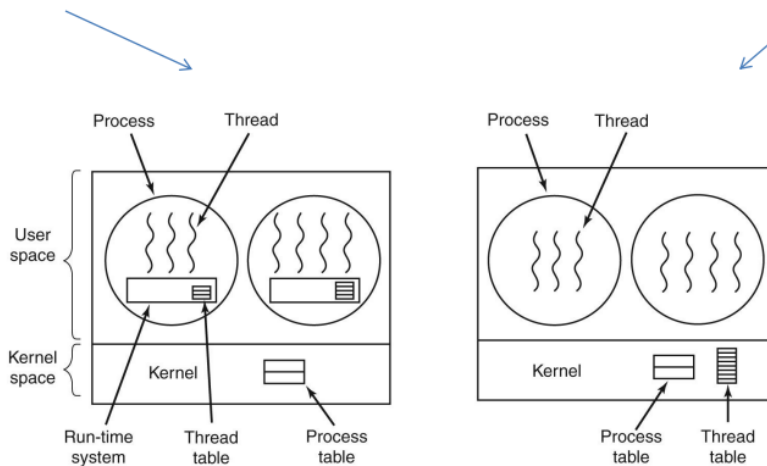 Process
Thread
User
space
Kernel
space
Kernel
Run-time
system
Thread
table
Process
table
Process
Thread
Kernel
Process
table
Thread
table